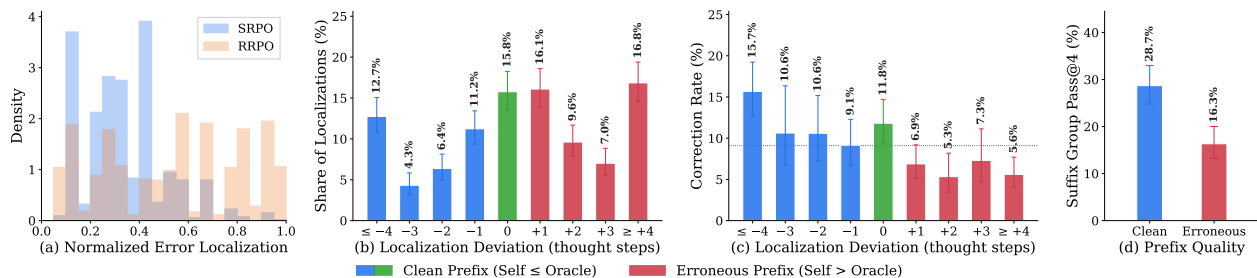 4
3
2
1
0
Density
SRPO
RRPO
0.0 0.2 0.4 0.6 0.8 1.0
(a) Normalized Error Localization
25
20
15
10
5
0
Share of Localizations (%)
12.7%
4.3%
6.4%
11.2%
15.8%
16.1%
9.6%
7.0%
16.8%
≤ −4 −3 −2 −1 0 +1 +2 +3 ≥ +4
(b) Localization Deviation (thought steps)
25
20
15
10
5
0
Correction Rate (%)
15.7%
10.6%
10.6%
9.1%
11.8%
6.9%
5.3%
7.3%
5.6%
≤ −4 −3 −2 −1 0 +1 +2 +3 ≥ +4
(c) Localization Deviation (thought steps)
40
30
20
10
0
Suffix Group Pass@4 (%)
28.7%
16.3%
Clean Erroneous
(d) Prefix Quality
Clean Prefix (Self ≤ Oracle)
Erroneous Prefix (Self > Oracle)